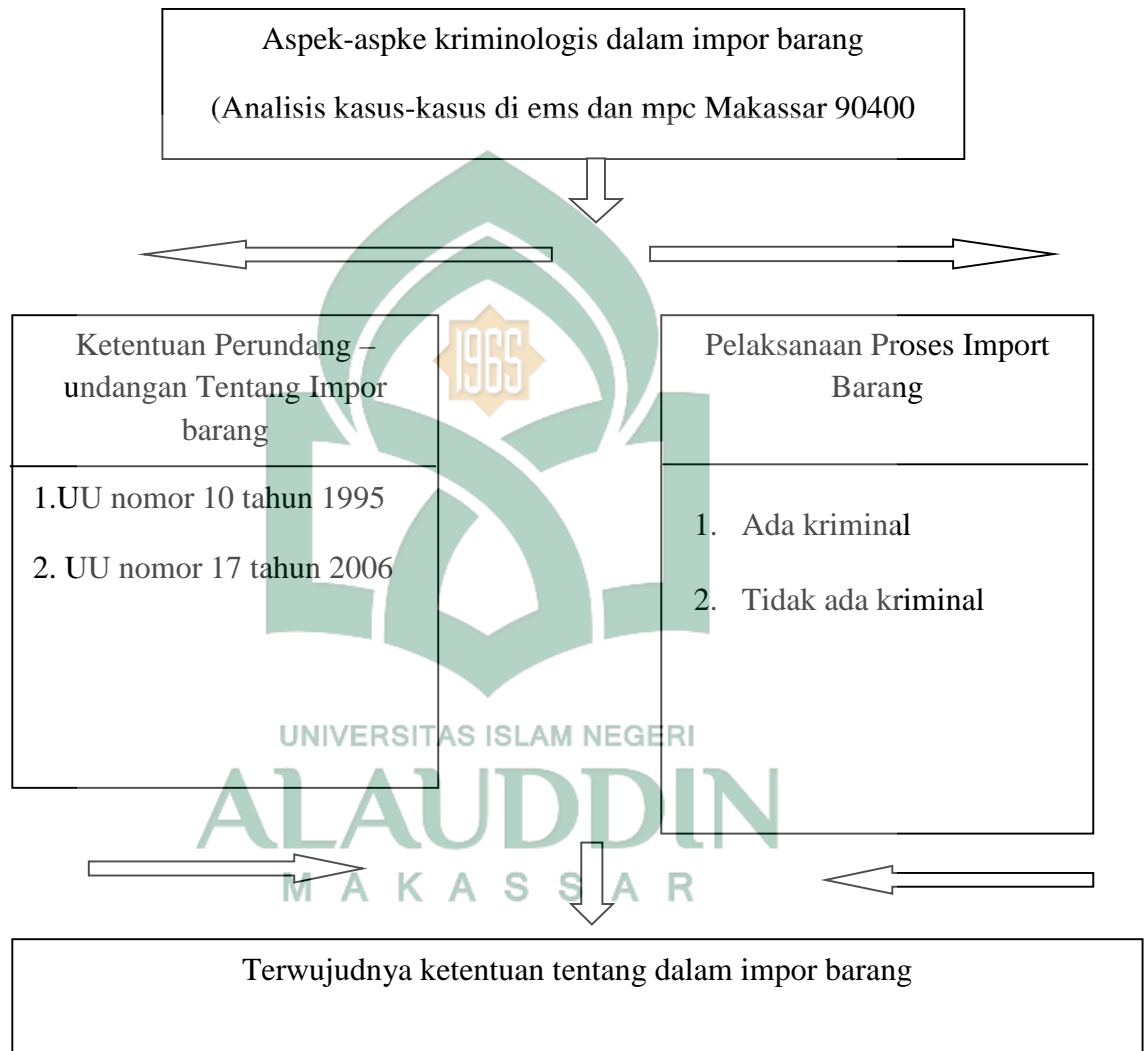 Aspek-aspke kriminologis dalam impor barang
(Analisis kasus-kasus di ems dan mpc Makassar 90400
Ketentuan Perundang –
undangan Tentang Impor
barang
1.UU nomor 10 tahun 1995
2. UU nomor 17 tahun 2006
Pelaksanaan Proses Import
Barang
1. Ada kriminal
2. Tidak ada kriminal
1965
UNIVERSITAS ISLAM NEGERI
ALAUDDIN
MAKASSAR
Terwujudnya ketentuan tentang dalam impor barang